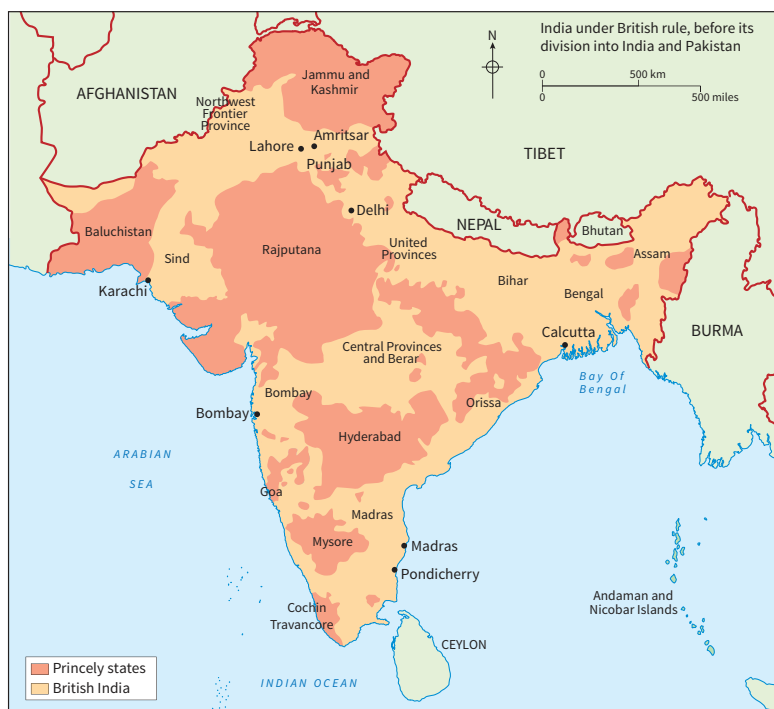 India under British rule, before its
division into India and Pakistan
N
0 500 km
0 500 miles
Jammu and
Kashmir
AFGHANISTAN
Northwest
Frontier
Province
Amritsar
Lahore
Punjab
TIBET
Delhi
NEPAL
Bhutan
Baluchistan
Sind
Rajputana
United
Provinces
Assam
Bihar
Karachi
Bengal
BURMA
Calcutta
Central Provinces
and Berar
Bay Of
Bengal
Bombay
Orissa
Bombay
Hyderabad
ARABIAN
SEA
Goa
Madras
Mysore
Madras
Pondicherry
Andaman and
Nicobar Islands
Cochin
Travancore
CEYLON
Princely states
British India
INDIAN OCEAN